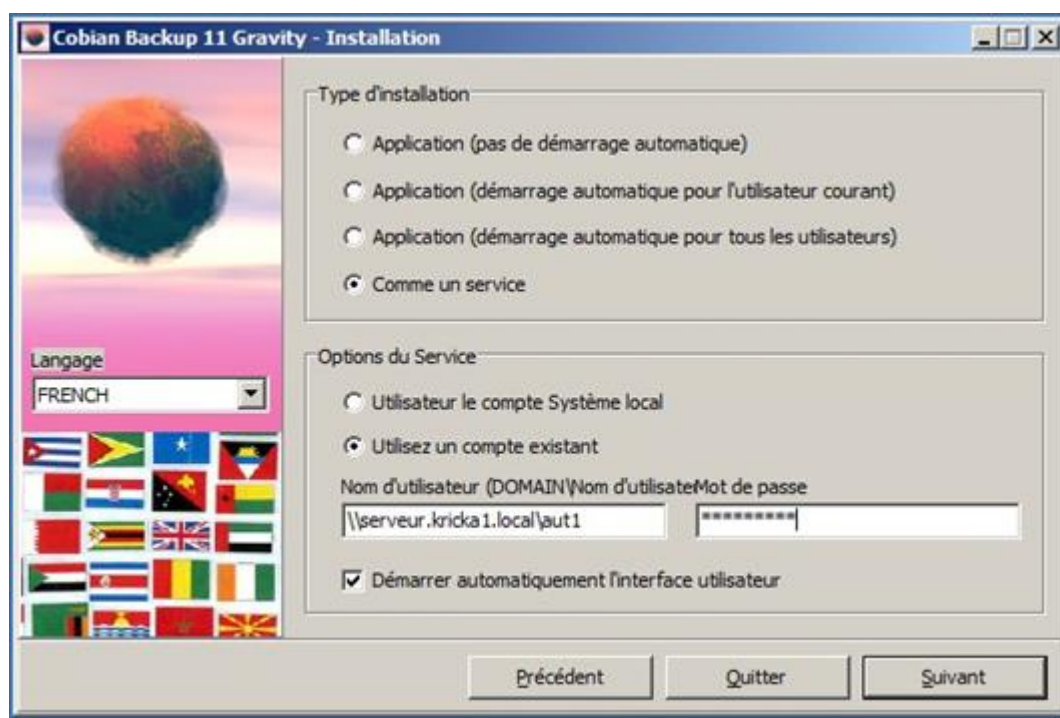 Cobian Backup 11 Gravity - Installation
Type d'installation
Application (pas de démarrage automatique)
Application (démarrage automatique pour l'utilisateur courant)
Application (démarrage automatique pour tous les utilisateurs)
Comme un service
Langage
FRENCH
Options du Service
Utilisateur le compte Système local
Utilisez un compte existant
Nom d'utilisateur (DOMAIN\Nom d'utilisate Mot de passe
\\serveur.kricka1.local\aut1 *********
Démarrer automatiquement l'interface utilisateur
Précédent Quitter Suivant